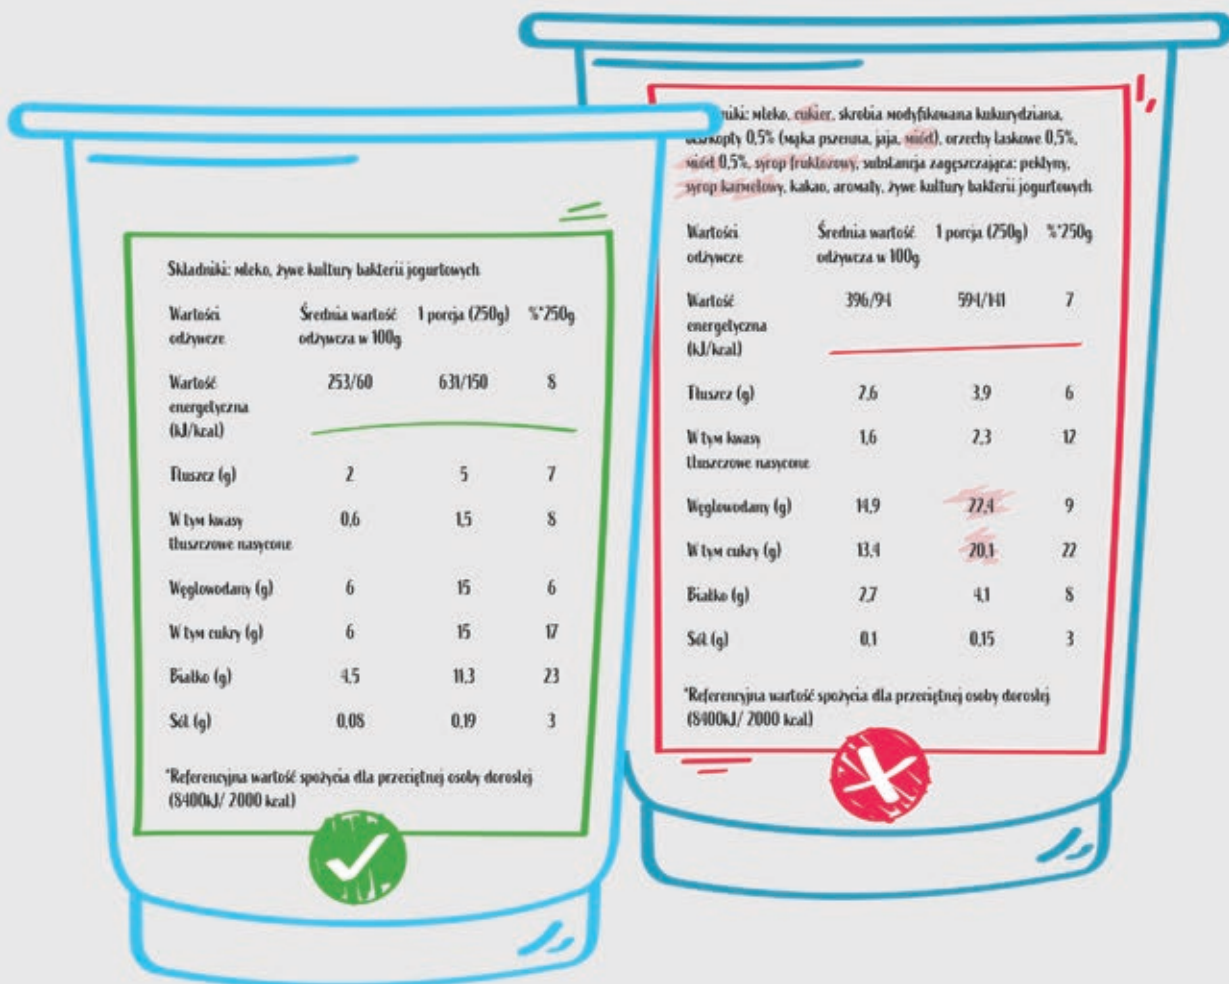 Składniki: mleko, żywe kultury bakterii jogurtowych
Wartości odżywcze Średnia wartość odżywcza w 100g 1 porcja (250g) %*250g
Wartość energetyczna (kJ/kcal) 253/60 631/150 8
Tłuszcz (g) 2 5 7
W tym kwasy tłuszczowe nasycone 0,6 1,5 8
Węglowodany (g) 6 15 6
W tym cukry (g) 6 15 17
Białko (g) 4,5 11,3 23
Sól (g) 0,08 0,19 3
*Referencyjna wartość spożycia dla przeciętnej osoby dorosłej
(8400kJ/ 2000 kcal)
mleko, cukier, skrobia modyfikowana kukurydziana,
0,5% (mąka pszenna, jaja, miód), orzechy laskowe 0,5%,
miód 0,5%, syrop fruktozowy, substancja zagęszczająca: pektyny,
syrop karmelowy, kakao, aromaty, żywe kultury bakterii jogurtowych
Wartości odżywcze Średnia wartość odżywcza w 100g 1 porcja (250g) %*250g
Wartość energetyczna (kJ/kcal) 396/94 594/141 7
Tłuszcz (g) 2,6 3,9 6
W tym kwasy tłuszczowe nasycone 1,6 2,3 12
Węglowodany (g) 14,9 22,4 9
W tym cukry (g) 13,4 20,1 22
Białko (g) 2,7 4,1 8
Sól (g) 0,1 0,15 3
*Referencyjna wartość spożycia dla przeciętnej osoby dorosłej
(8400kJ/ 2000 kcal)